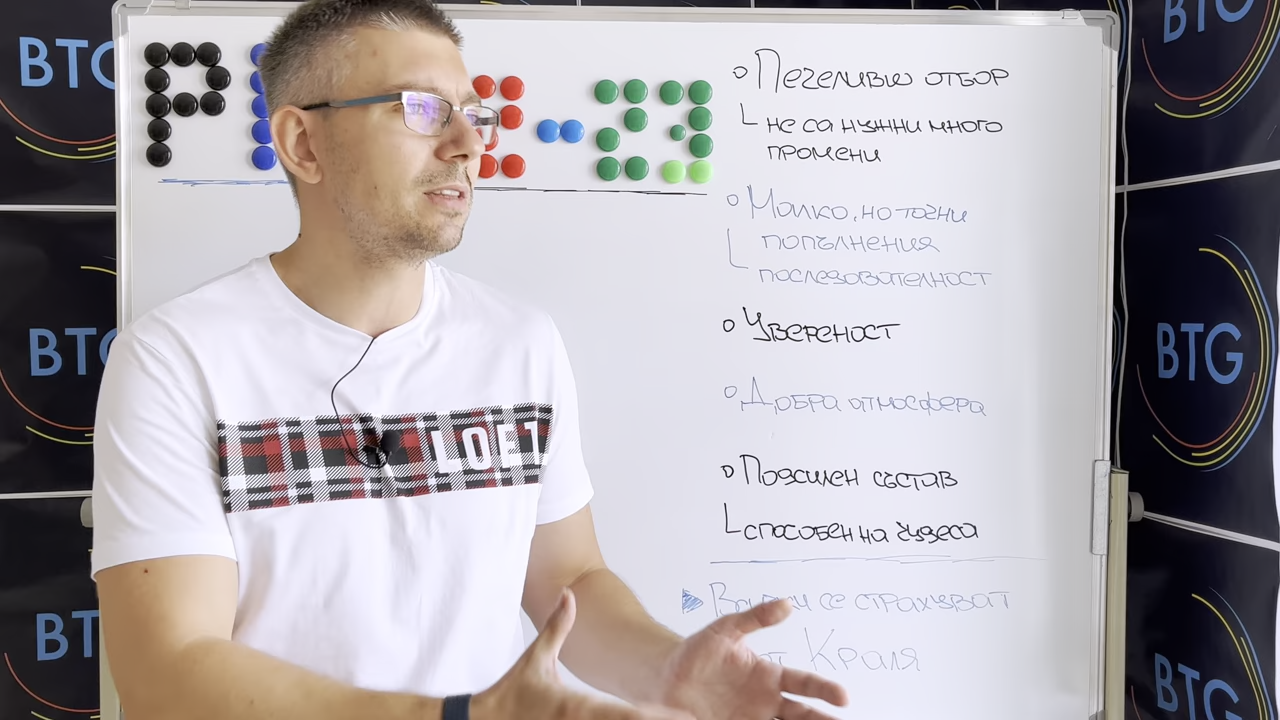 BTG
BTG
BTG
BTG
BTG
BTG
LOET
° Печеливш отбор
не са нужни много
промени
° Малко, но точни
попълнения
последователност
° Увереност
° Добра атмосфера
° Подсилен състав
способен на чудеса
се страхуват
от Краля